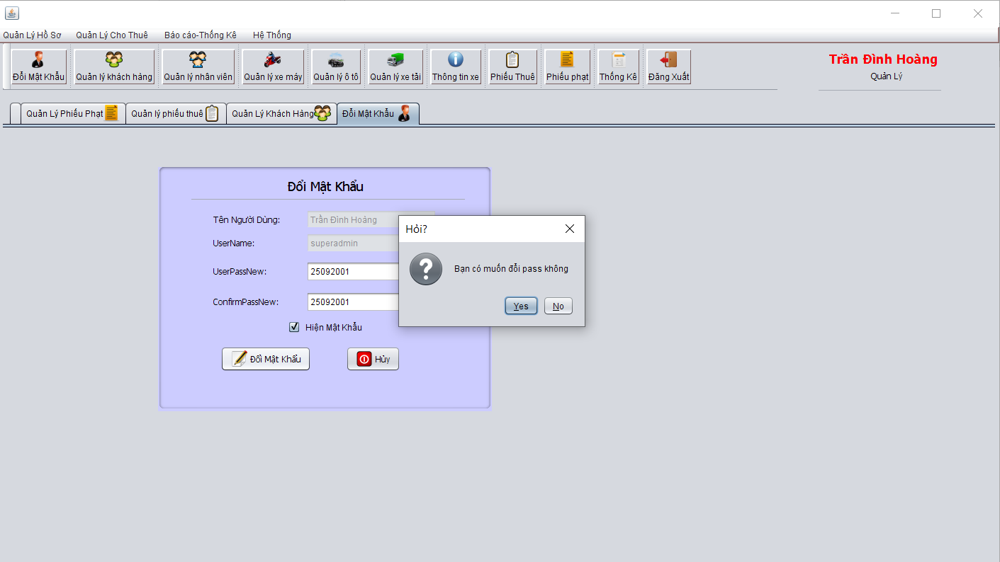 Quản Lý Hồ Sơ Quản Lý Cho Thuê Báo cáo-Thống Kê Hệ Thống
Đổi Mật Khẩu Quản lý khách hàng Quản lý nhân viên Quản lý xe máy Quản lý ô tô Quản lý xe tải Thông tin xe Phiếu Thuê Phiếu phạt Thống Kê Đăng Xuất
Trần Đình Hoàng
Quản Lý
Quản Lý Phiếu Phạt Quản lý phiếu thuê Quản Lý Khách Hàng Đổi Mật Khẩu
Đổi Mật Khẩu
Tên Người Dùng: Trần Đình Hoàng
UserName: superadmin
UserPassNew: 25092001
ConfirmPassNew: 25092001
Hiện Mật Khẩu
Đổi Mật Khẩu Hủy
Hỏi?
Bạn có muốn đổi pass không
Yes No